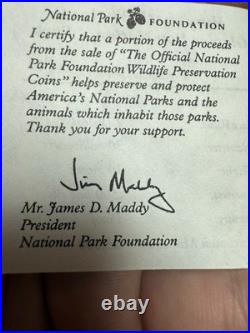 National Park FOUNDATION
I certify that a portion of the proceeds
from the sale of "The Official National
Park Foundation Wildlife Preservation
Coins" helps preserve and protect
America's National Parks and the
animals which inhabit those parks.
Thank you for your support.
Jim Maddy
Mr. James D. Maddy
President
National Park Foundation